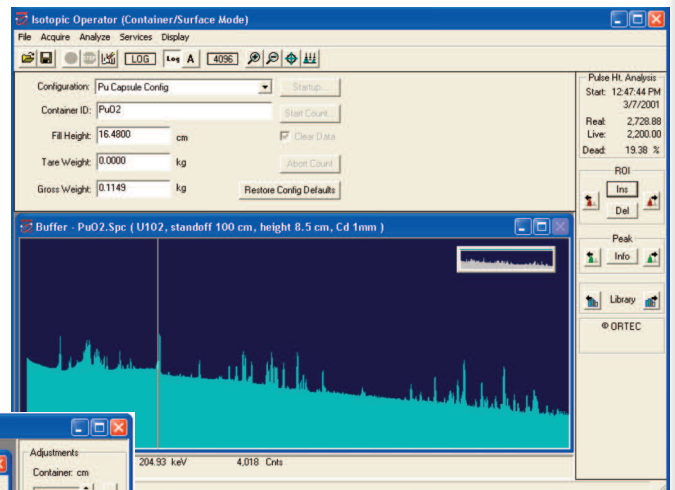 Isotopic Operator (Container/Surface Mode)
File Acquire Analyze Services Display
LOG Log A 4096
Configuration: Pu Capsule Config Startup...
Container ID: PuO2 Start Count...
Fill Height: 16.4800 cm Clear Data
Tare Weight: 0.0000 kg Abort Count
Gross Weight: 0.1149 kg Restore Config Defaults
Pulse Ht. Analysis
Start: 12:47:44 PM
3/7/2001
Real: 2,728.88
Live: 2,200.00
Dead: 19.38 %
ROI
Ins
Del
Peak
Info
Library
© ORTEC
Buffer - PuO2.Spc ( U102, standoff 100 cm, height 8.5 cm, Cd 1mm )
204.93 keV 4,018 Cnts
Adjustments
Container: cm